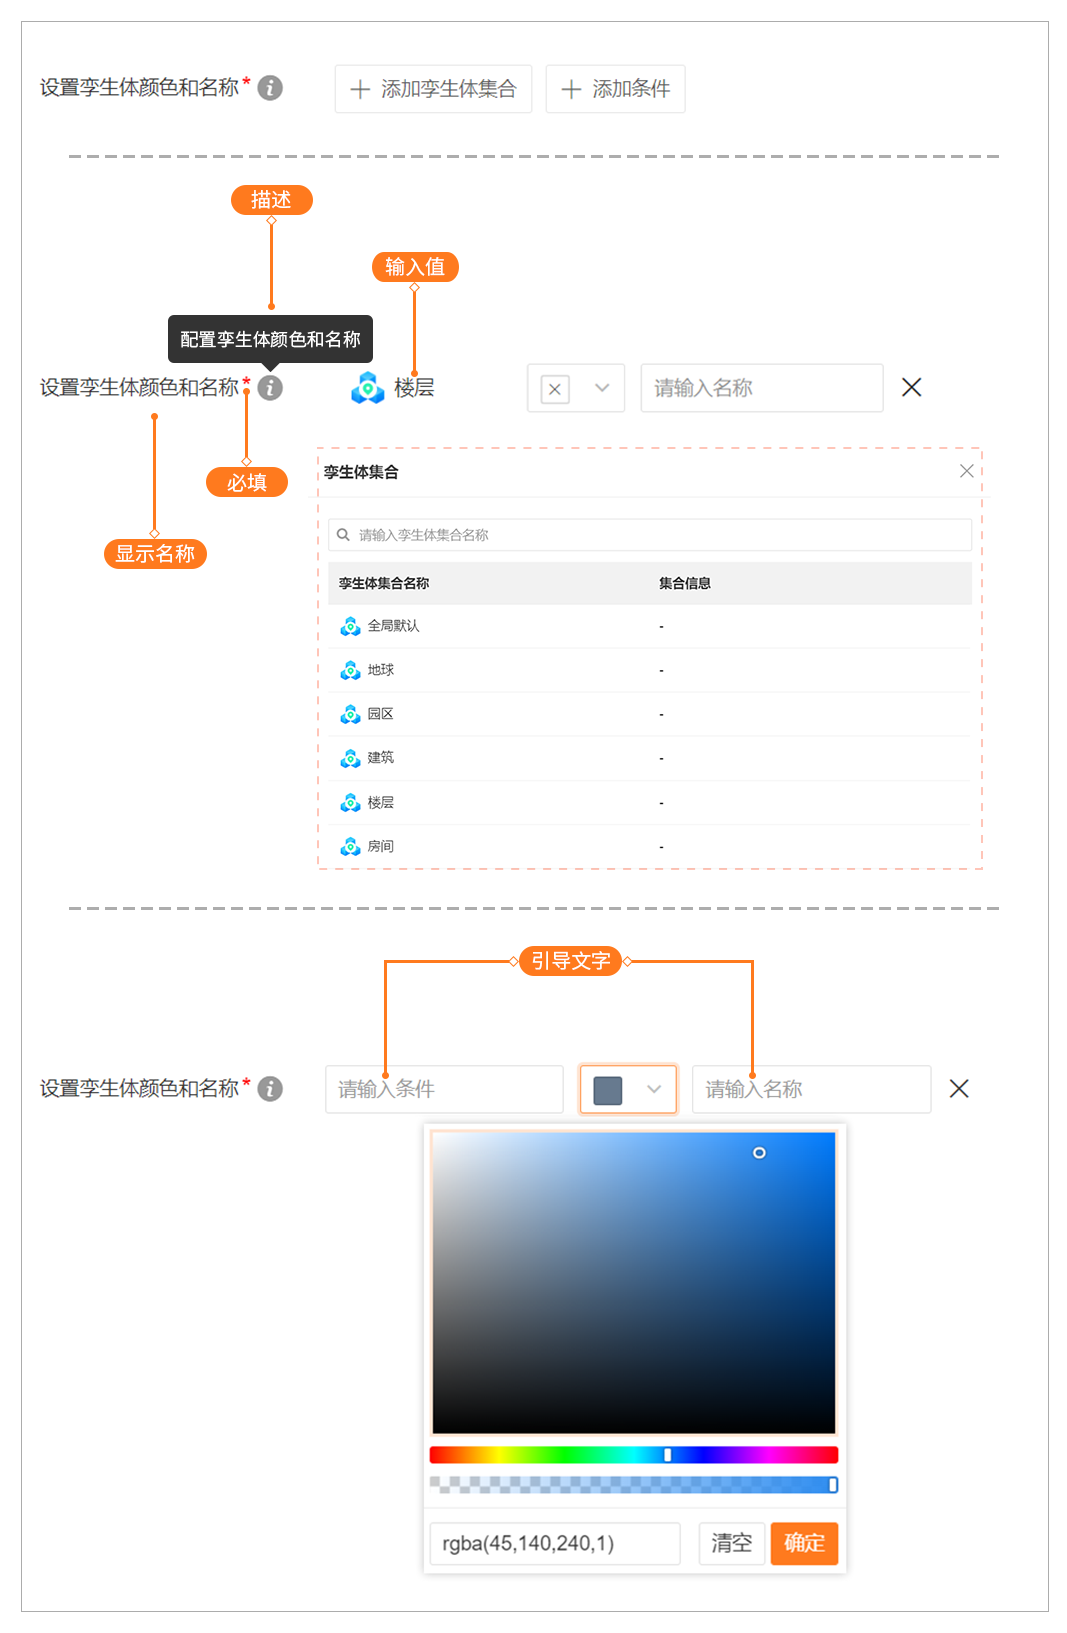 设置孪生体颜色和名称 *
添加孪生体集合
添加条件
描述
输入值
配置孪生体颜色和名称
设置孪生体颜色和名称 *
楼层
请输入名称
必填
显示名称
孪生体集合
请输入孪生体集合名称
孪生体集合名称 集合信息
全局默认 -
地球 -
园区 -
建筑 -
楼层 -
房间 -
引导文字
设置孪生体颜色和名称 *
请输入条件
请输入名称
rgba(45,140,240,1)
清空
确定